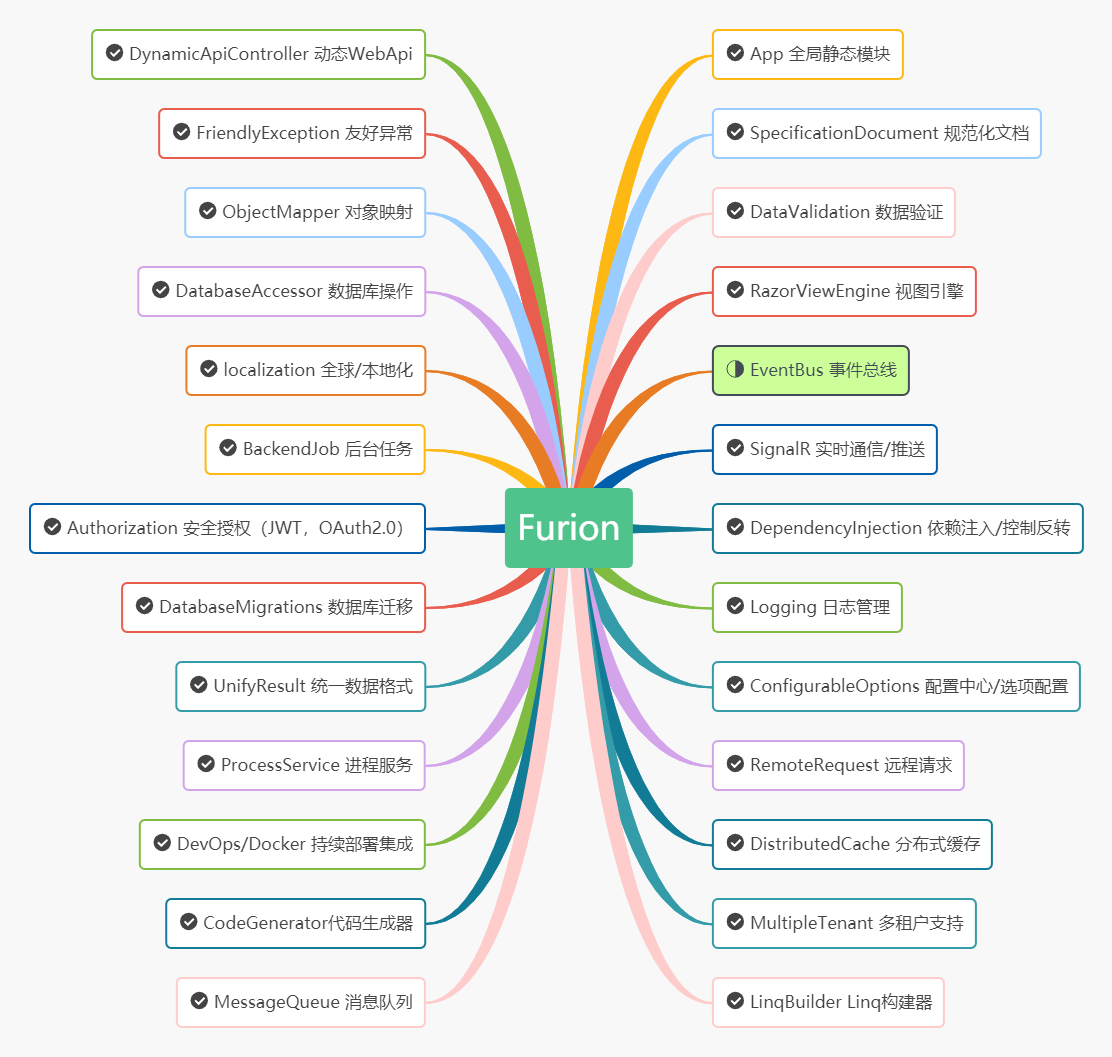 DynamicApiController 动态WebApi
FriendlyException 友好异常
ObjectMapper 对象映射
DatabaseAccessor 数据库操作
localization 全球/本地化
BackendJob 后台任务
Authorization 安全授权（JWT，OAuth2.0）
DatabaseMigrations 数据库迁移
UnifyResult 统一数据格式
ProcessService 进程服务
DevOps/Docker 持续部署集成
CodeGenerator代码生成器
MessageQueue 消息队列
Furion
App 全局静态模块
SpecificationDocument 规范化文档
DataValidation 数据验证
RazorViewEngine 视图引擎
EventBus 事件总线
SignalR 实时通信/推送
DependencyInjection 依赖注入/控制反转
Logging 日志管理
ConfigurableOptions 配置中心/选项配置
RemoteRequest 远程请求
DistributedCache 分布式缓存
MultipleTenant 多租户支持
LinqBuilder Linq构建器